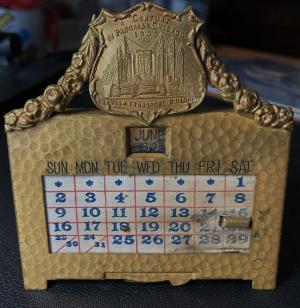 A CENTURY
OF PROGRESS CHICAGO
1933
TRAVEL & TRANSPORT BUILDING
JUNE
SUN. MON. TUE. WED. THU. FRI. SAT.
1
2 3 4 5 6 7 8
9 10 11 12 13 14 15
16 17 18 19 20 21 22
23/30 24/31 25 26 27 28 29